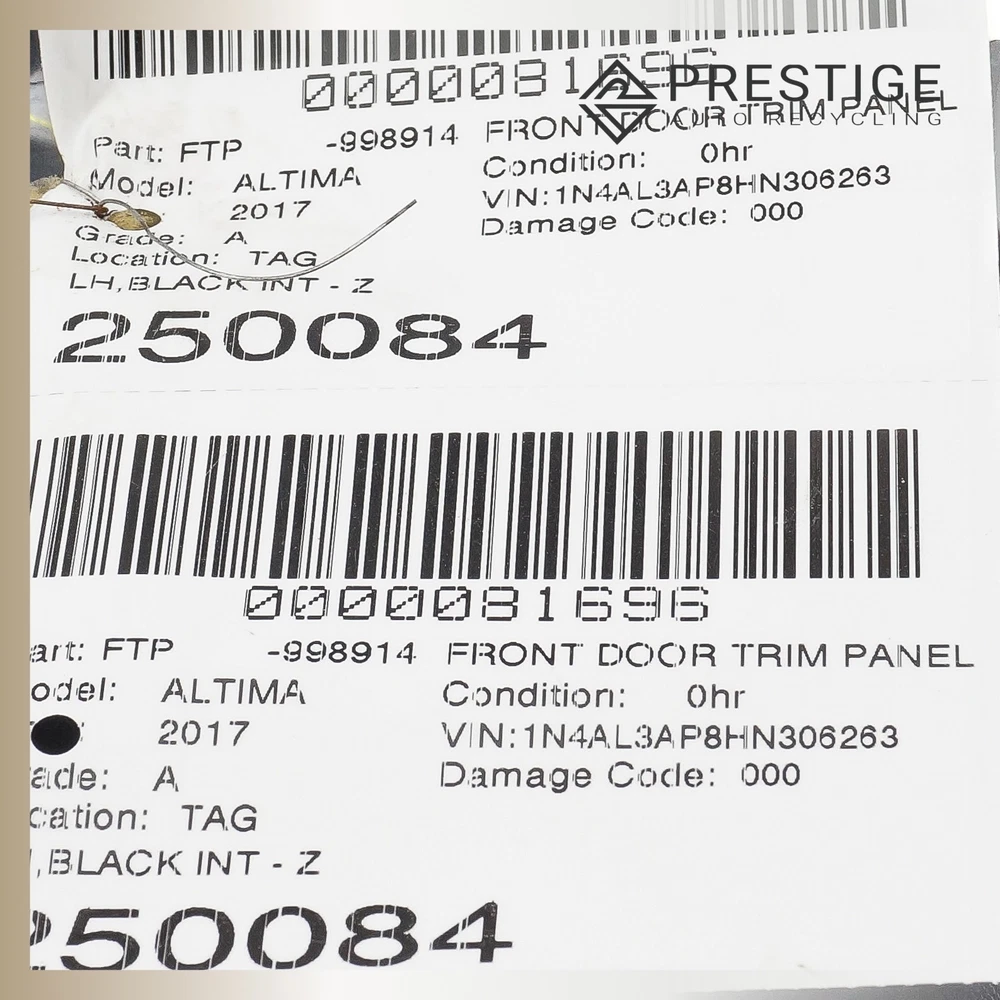 0000081696
PRESTIGE
AUTO RECYCLING
Part: FTP -998914 FRONT DOOR TRIM PANEL
Model: ALTIMA Condition: 0hr
2017 VIN:1N4AL3AP8HN306263
Grade: A Damage Code: 000
Location: TAG
LH,BLACK INT - Z
250084
0000081696
art: FTP -998914 FRONT DOOR TRIM PANEL
odel: ALTIMA Condition: 0hr
2017 VIN:1N4AL3AP8HN306263
ade: A Damage Code: 000
cation: TAG
,BLACK INT - Z
250084